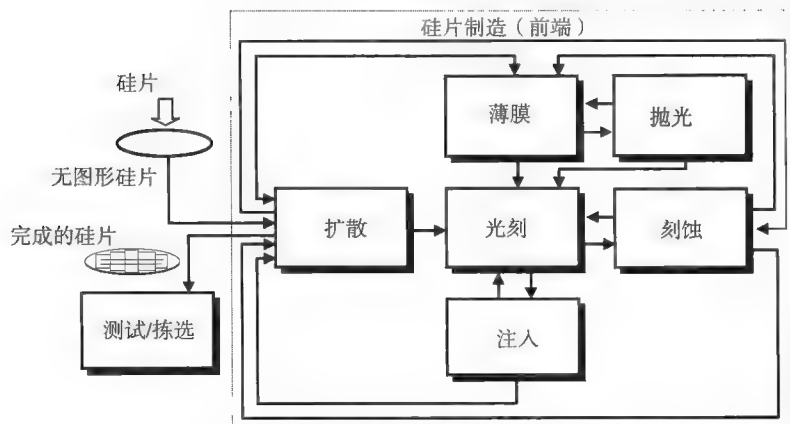 硅片制造（前端）
硅片
薄膜
抛光
无图形硅片
扩散
光刻
刻蚀
完成的硅片
测试/拣选
注入